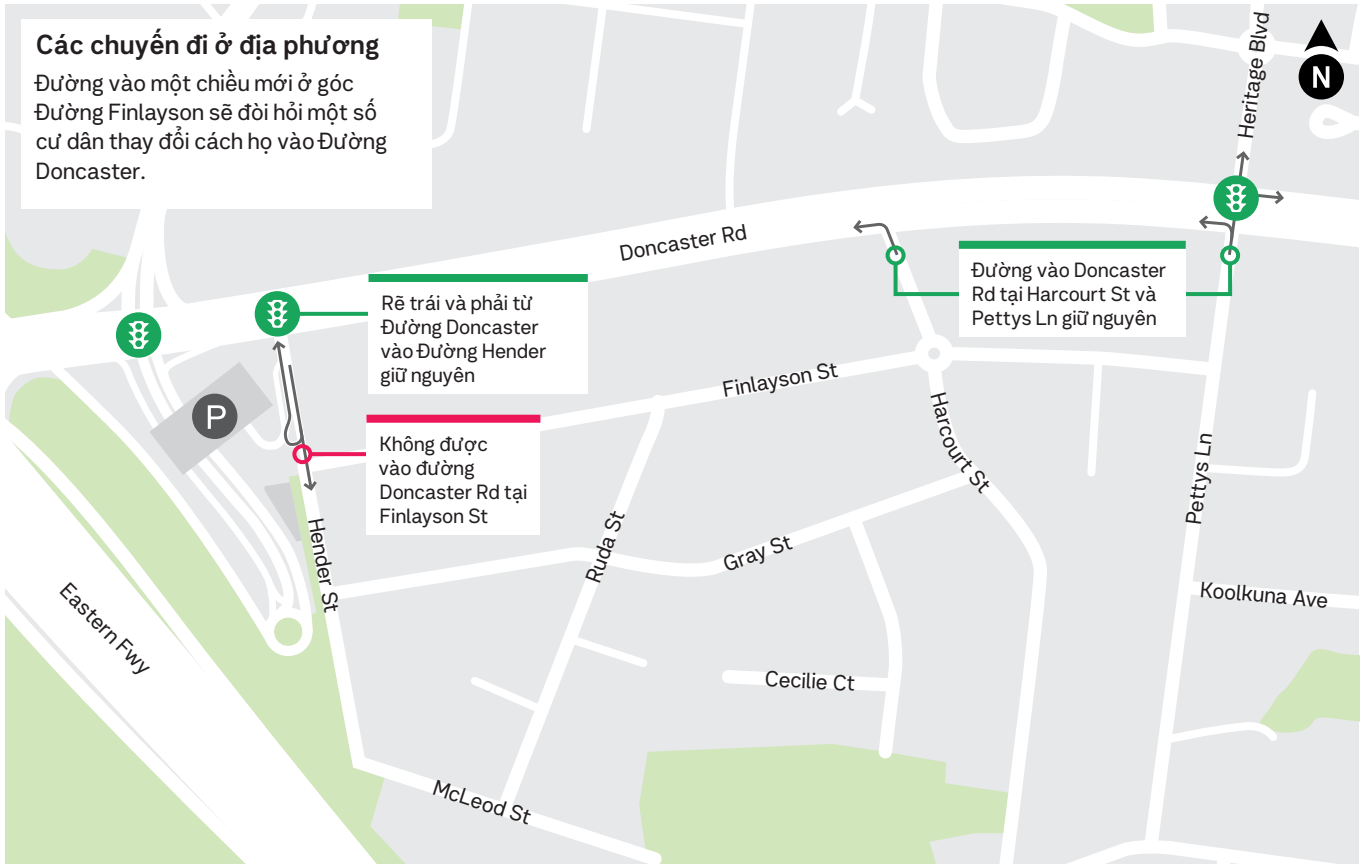 Các chuyến đi ở địa phương
Đường vào một chiều mới ở góc
Đường Finlayson sẽ đòi hỏi một số
cư dân thay đổi cách họ vào Đường
Doncaster.
Heritage Blvd
N
Doncaster Rd
Rẽ trái và phải từ
Đường Doncaster
vào Đường Hender
giữ nguyên
Đường vào Doncaster
Rd tại Harcourt St và
Pettys Ln giữ nguyên
P
Finlayson St
Không được
vào đường
Doncaster Rd tại
Finlayson St
Harcourt St
Pettys Ln
Hender St
Ruda St
Gray St
Eastern Fwy
Koolkuna Ave
Cecilie Ct
McLeod St